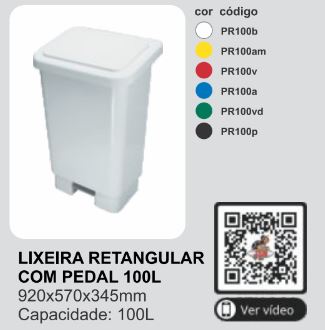 cor código
PR100b
PR100am
PR100v
PR100a
PR100vd
PR100p
LIXEIRA RETANGULAR
COM PEDAL 100L
920x570x345mm
Capacidade: 100L
Ver vídeo